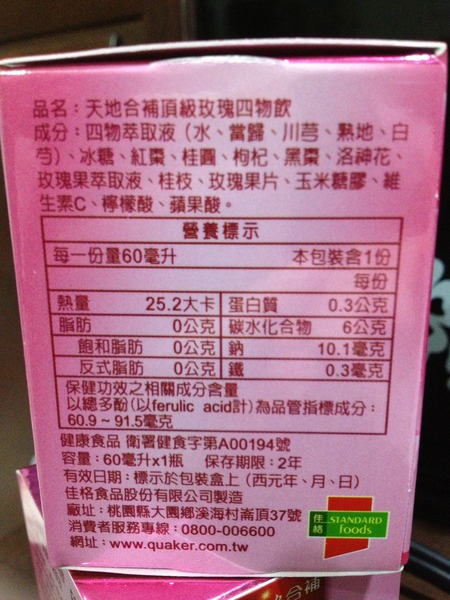 品名：天地合補頂級玫瑰四物飲
成分：四物萃取液（水、當歸、川芎、熟地、白
芍）、冰糖、紅棗、桂圓、枸杞、黑棗、洛神花、
玫瑰果萃取液、桂枝、玫瑰果片、玉米糖膠、維
生素C、檸檬酸、蘋果酸。
營養標示
每一份量60毫升 本包裝含1份
每份
熱量 25.2大卡 蛋白質 0.3公克
脂肪 0公克 碳水化合物 6公克
飽和脂肪 0公克 鈉 10.1毫克
反式脂肪 0公克 鐵 0.3毫克
保健功效之相關成分含量
以總多酚(以ferulic acid計)為品管指標成分：
60.9～91.5毫克
健康食品 衛署健食字第A00194號
容量：60毫升x1瓶 保存期限：2年
有效日期：標示於包裝盒上（西元年、月、日）
佳格食品股份有限公司製造
廠址：桃園縣大園鄉溪海村崙頂37號
消費者服務專線：0800-006600
網址：www.quaker.com.tw
佳格 STANDARD foods
合補